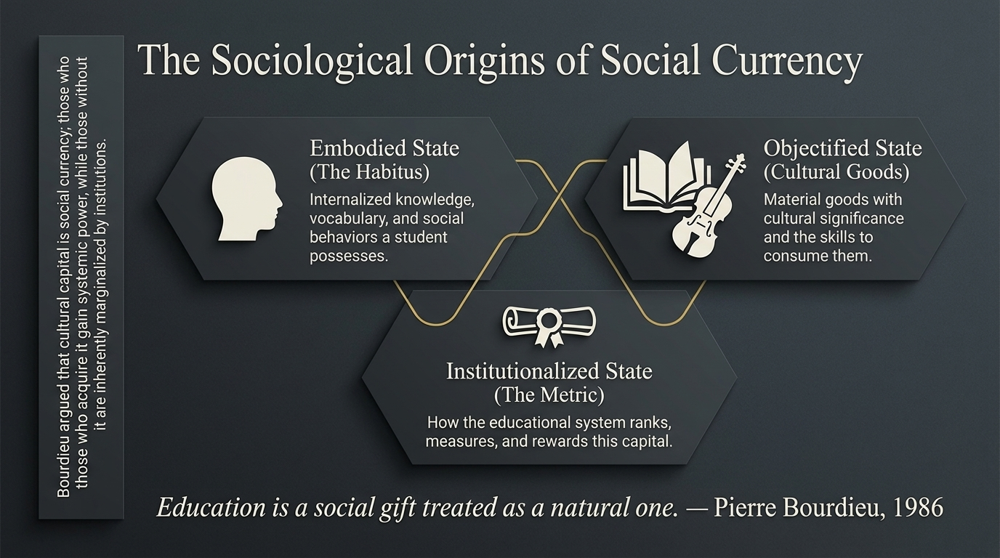 The Sociological Origins of Social Currency
Bourdieu argued that cultural capital is social currency; those who
those who acquire it gain systemic power, while those without
it are inherently marginalized by institutions.
Embodied State
(The Habitus)
Internalized knowledge,
vocabulary, and social
behaviors a student
possesses.
Objectified State
(Cultural Goods)
Material goods with
cultural significance
and the skills to
consume them.
Institutionalized State
(The Metric)
How the educational system ranks,
measures, and rewards this capital.
Education is a social gift treated as a natural one. — Pierre Bourdieu, 1986